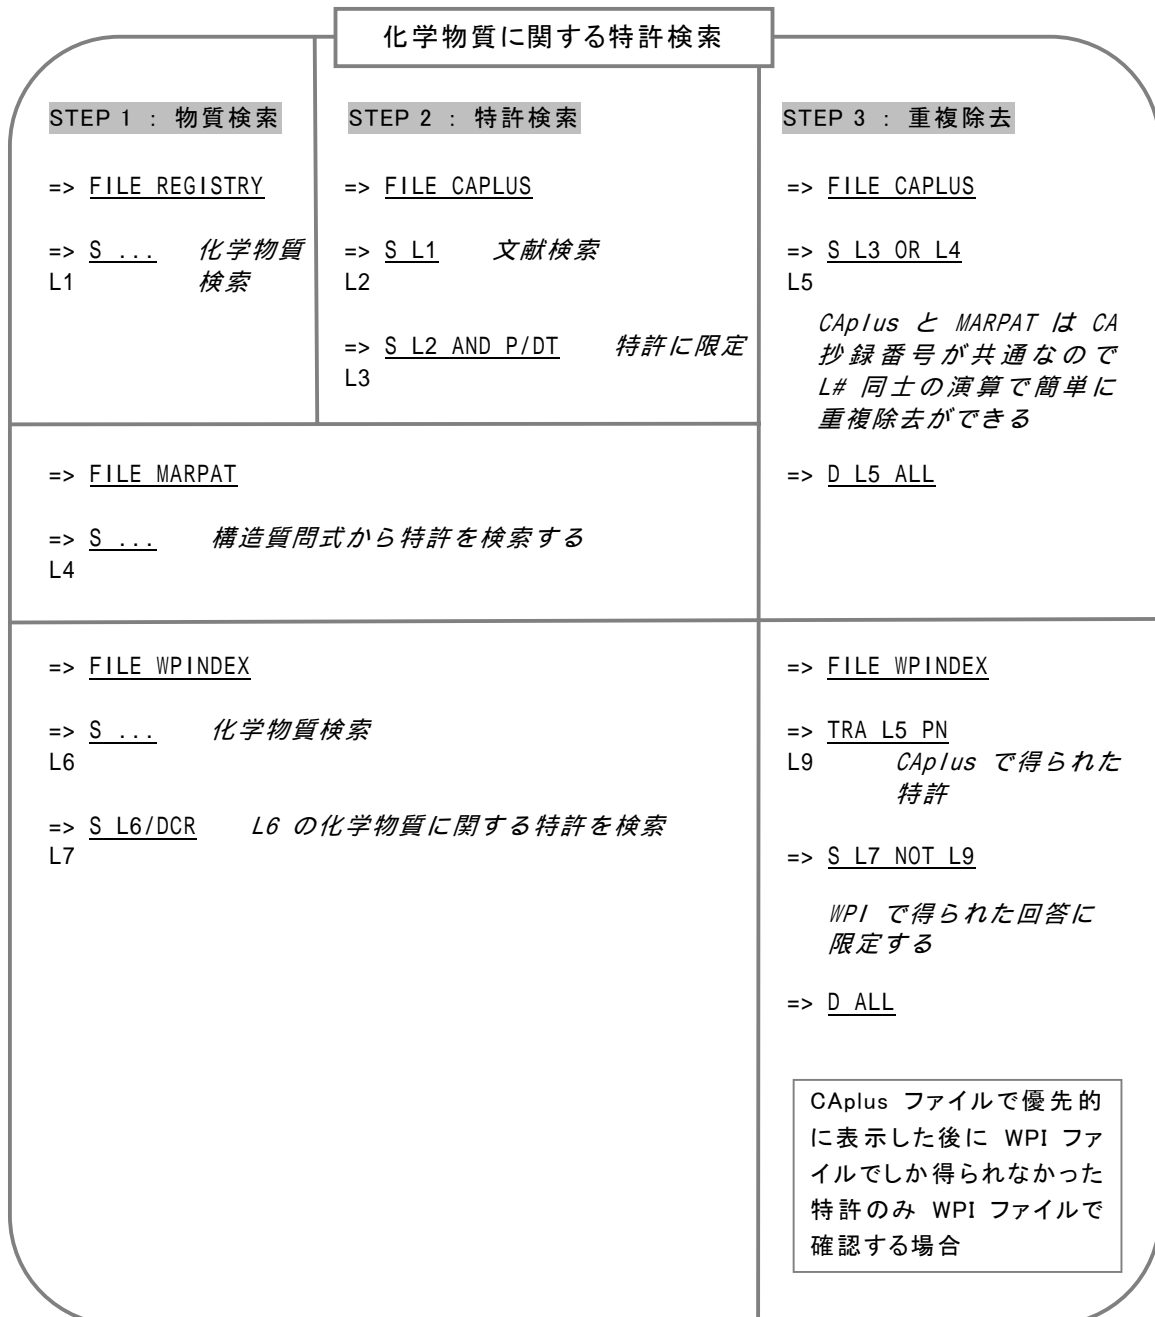 化学物質に関する特許検索
STEP 1 : 物質検索
=> FILE REGISTRY
=> S ... 化学物質
L1 検索
STEP 2 : 特許検索
=> FILE CAPLUS
=> S L1 文献検索
L2
=> S L2 AND P/DT 特許に限定
L3
=> FILE MARPAT
=> S ... 構造質問式から特許を検索する
L4
=> FILE WPINDEX
=> S ... 化学物質検索
L6
=> S L6/DCR L6 の化学物質に関する特許を検索
L7
STEP 3 : 重複除去
=> FILE CAPLUS
=> S L3 OR L4
L5
CAplus と MARPAT は CA
抄録番号が共通なので
L# 同士の演算で簡単に
重複除去ができる
=> D L5 ALL
=> FILE WPINDEX
=> TRA L5 PN
L9 CAplus で得られた
特許
=> S L7 NOT L9
WPI で得られた回答に
限定する
=> D ALL
CAplus ファイルで優先的
に表示した後に WPI ファ
イルでしか得られなかった
特許のみ WPI ファイルで
確認する場合